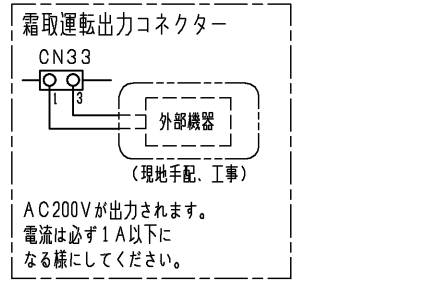 霜取運転出力コネクター
CN33
1 3
外部機器
(現地手配、工事)
AC200Vが出力されます。
電流は必ず1A以下に
なる様にしてください。